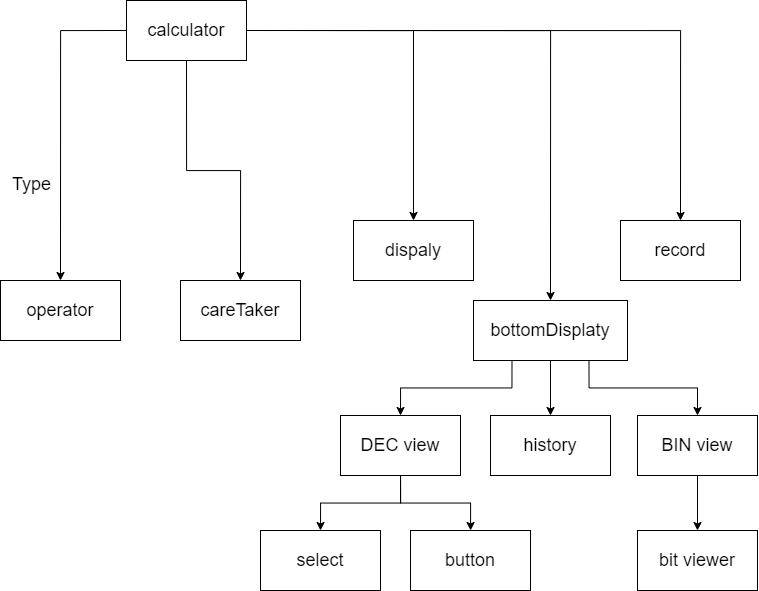 calculator
Type
dispaly
record
operator
careTaker
bottomDisplaty
DEC view
history
BIN view
select
button
bit viewer